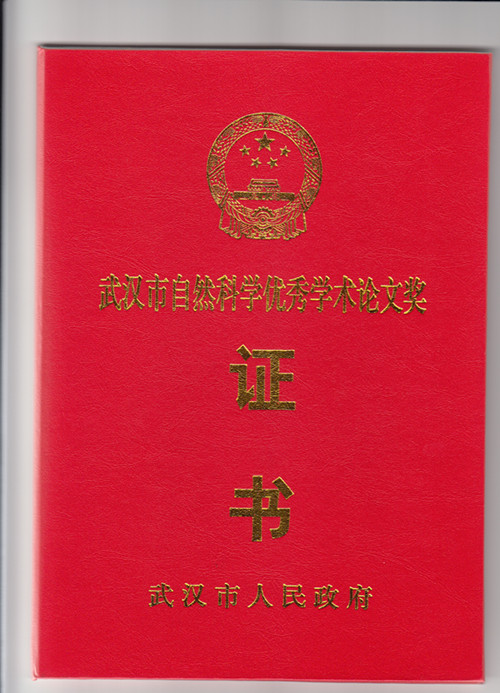 武汉市自然科学优秀学术论文奖
证
书
武汉市人民政府